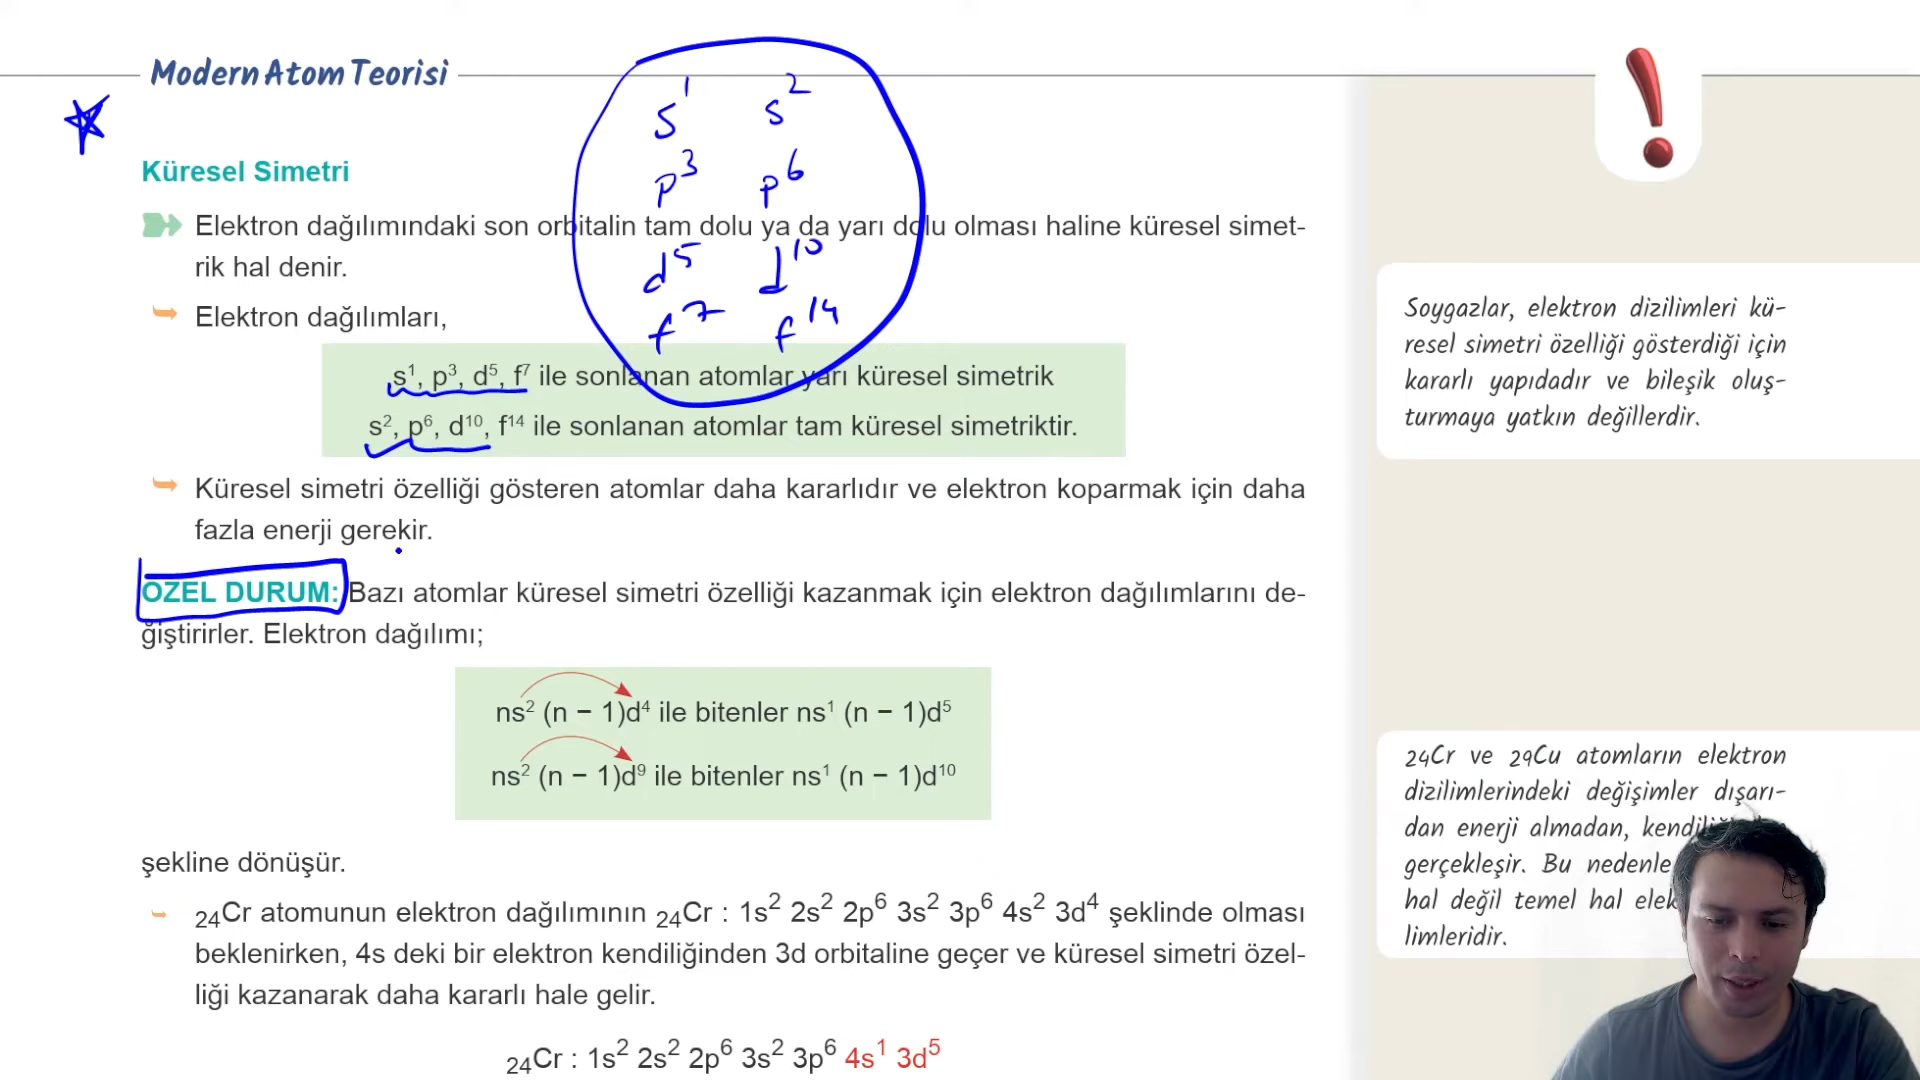 Modern Atom Teorisi
s¹ s²
p³ p⁶
d⁵ d¹⁰
f⁷ f¹⁴
Küresel Simetri
Elektron dağılımındaki son orbitalin tam dolu ya da yarı dolu olması haline küresel simet-
rik hal denir.
Elektron dağılımları,
s¹, p³, d⁵, f⁷ ile sonlanan atomlar yarı küresel simetrik
s², p⁶, d¹⁰, f¹⁴ ile sonlanan atomlar tam küresel simetriktir.
Küresel simetri özelliği gösteren atomlar daha kararlıdır ve elektron koparmak için daha
fazla enerji gerekir.
ÖZEL DURUM: Bazı atomlar küresel simetri özelliği kazanmak için elektron dağılımlarını de-
ğiştirirler. Elektron dağılımı;
ns² (n − 1)d⁴ ile bitenler ns¹ (n − 1)d⁵
ns² (n − 1)d⁹ ile bitenler ns¹ (n − 1)d¹⁰
şekline dönüşür.
₂₄Cr atomunun elektron dağılımının ₂₄Cr : 1s² 2s² 2p⁶ 3s² 3p⁶ 4s² 3d⁴ şeklinde olması
beklenirken, 4s deki bir elektron kendiliğinden 3d orbitaline geçer ve küresel simetri özel-
liği kazanarak daha kararlı hale gelir.
₂₄Cr : 1s² 2s² 2p⁶ 3s² 3p⁶ 4s¹ 3d⁵
Soygazlar, elektron dizilimleri kü-
resel simetri özelliği gösterdiği için
kararlı yapıdadır ve bileşik oluş-
turmaya yatkın değillerdir.
24Cr ve 29Cu atomların elektron
dizilimlerindeki değişimler dışarı-
dan enerji almadan,
gerçekleşir. Bu nedenle
hal değil temel hal
limleridir.